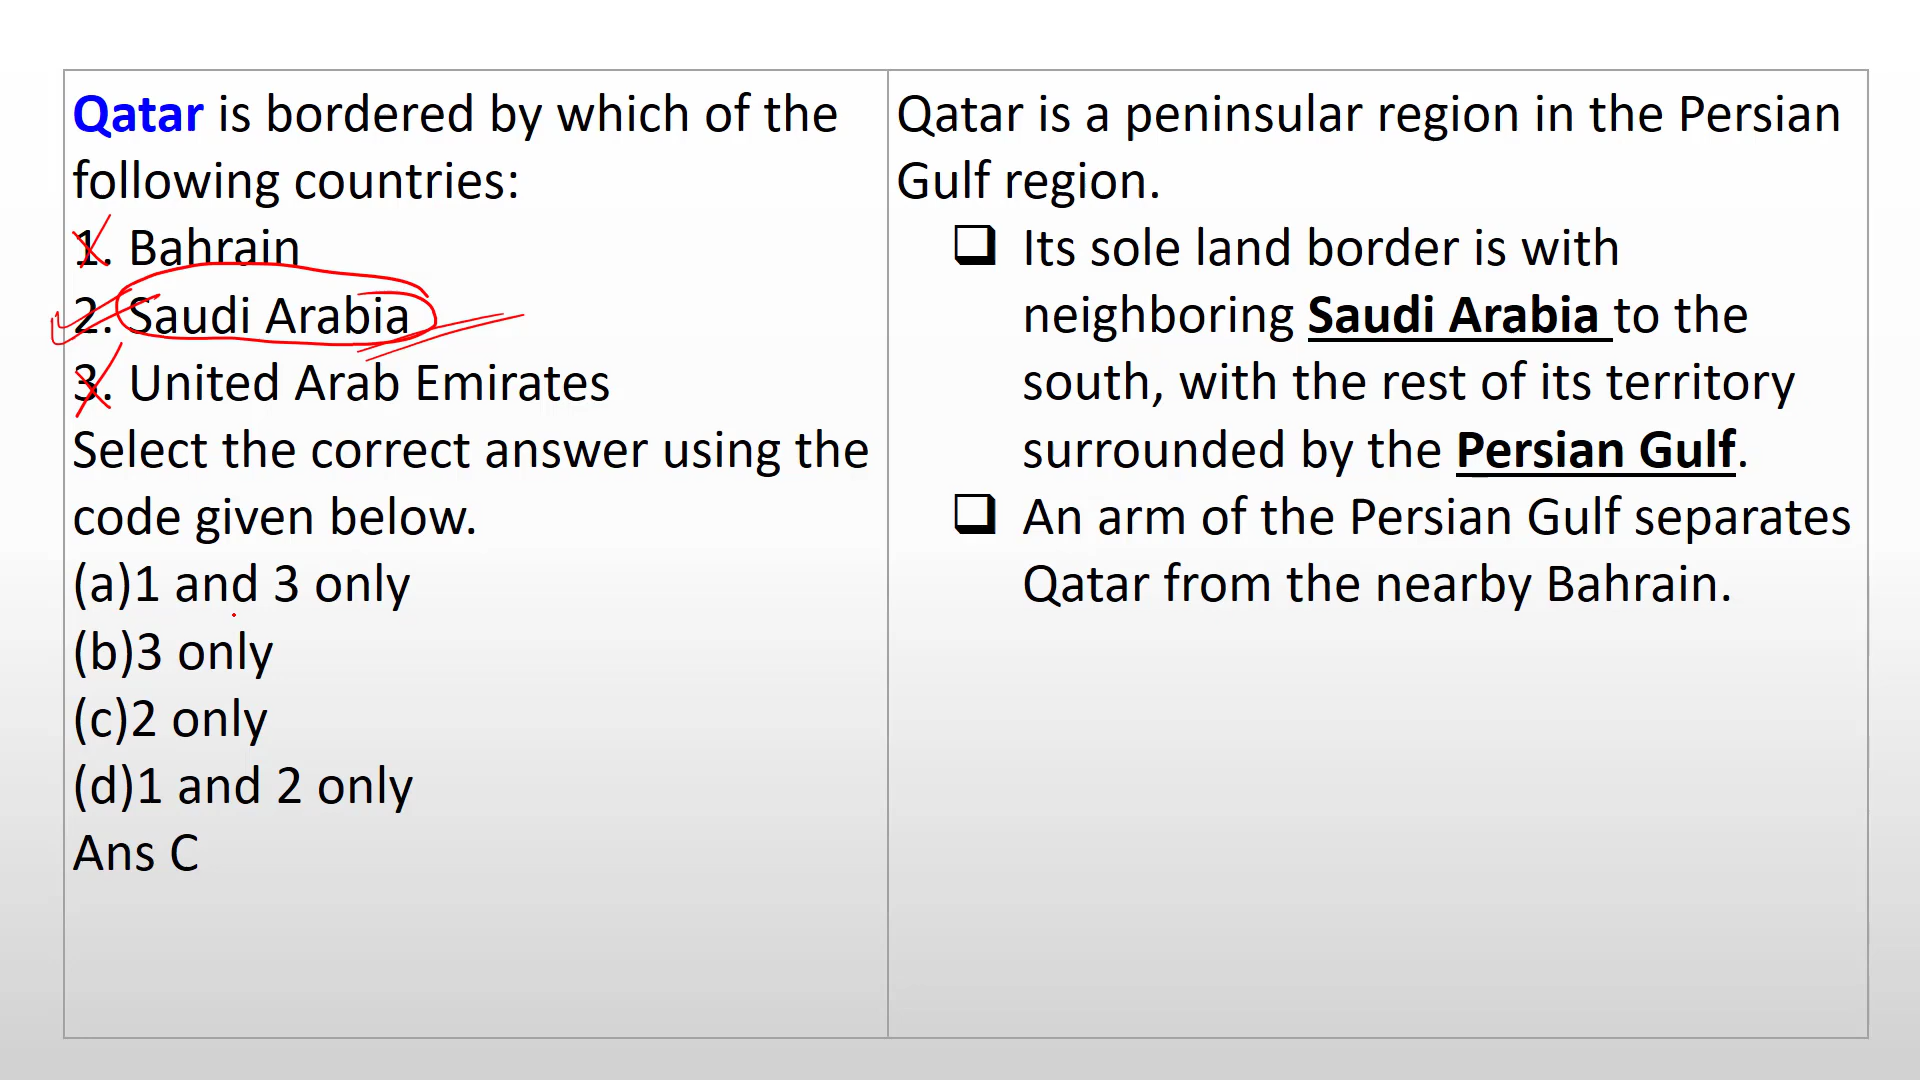 Qatar is bordered by which of the
following countries:
1. Bahrain
2. Saudi Arabia
3. United Arab Emirates
Select the correct answer using the
code given below.
(a)1 and 3 only
(b)3 only
(c)2 only
(d)1 and 2 only
Ans C
Qatar is a peninsular region in the Persian
Gulf region.
Its sole land border is with
neighboring Saudi Arabia to the
south, with the rest of its territory
surrounded by the Persian Gulf.
An arm of the Persian Gulf separates
Qatar from the nearby Bahrain.